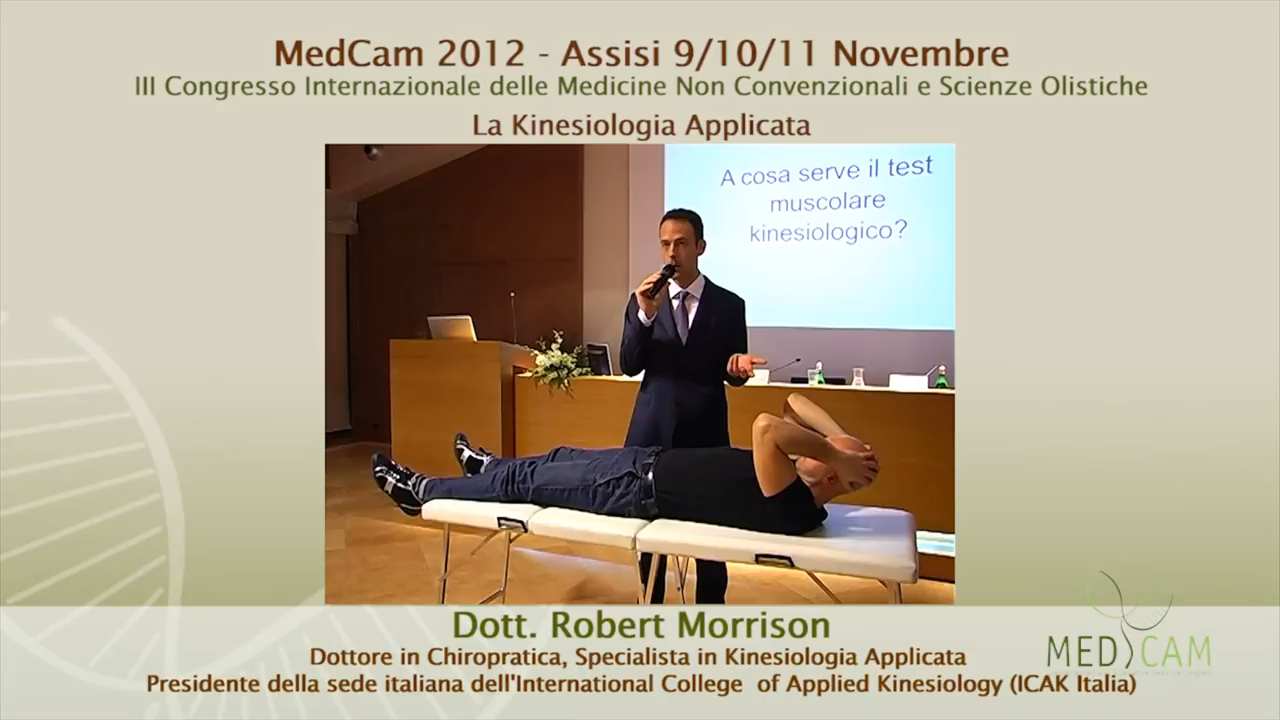 MedCam 2012 - Assisi 9/10/11 Novembre
III Congresso Internazionale delle Medicine Non Convenzionali e Scienze Olistiche
La Kinesiologia Applicata
A cosa serve il test
muscolare
kinesiologico?
Dott. Robert Morrison
Dottore in Chiropratica, Specialista in Kinesiologia Applicata
Presidente della sede italiana dell'International College of Applied Kinesiology (ICAK Italia)
MEDCAM